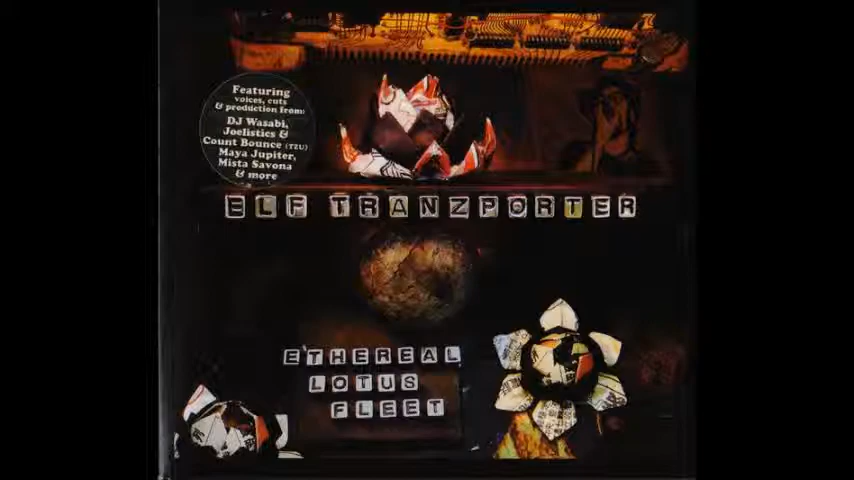 Featuring
voices, cuts
& production from:
DJ Wasabi,
Joelistics &
Count Bounce (TZU)
Maya Jupiter,
Mista Savona
& more
ELF TRANZPORTER
ETHEREAL
LOTUS
FLEET